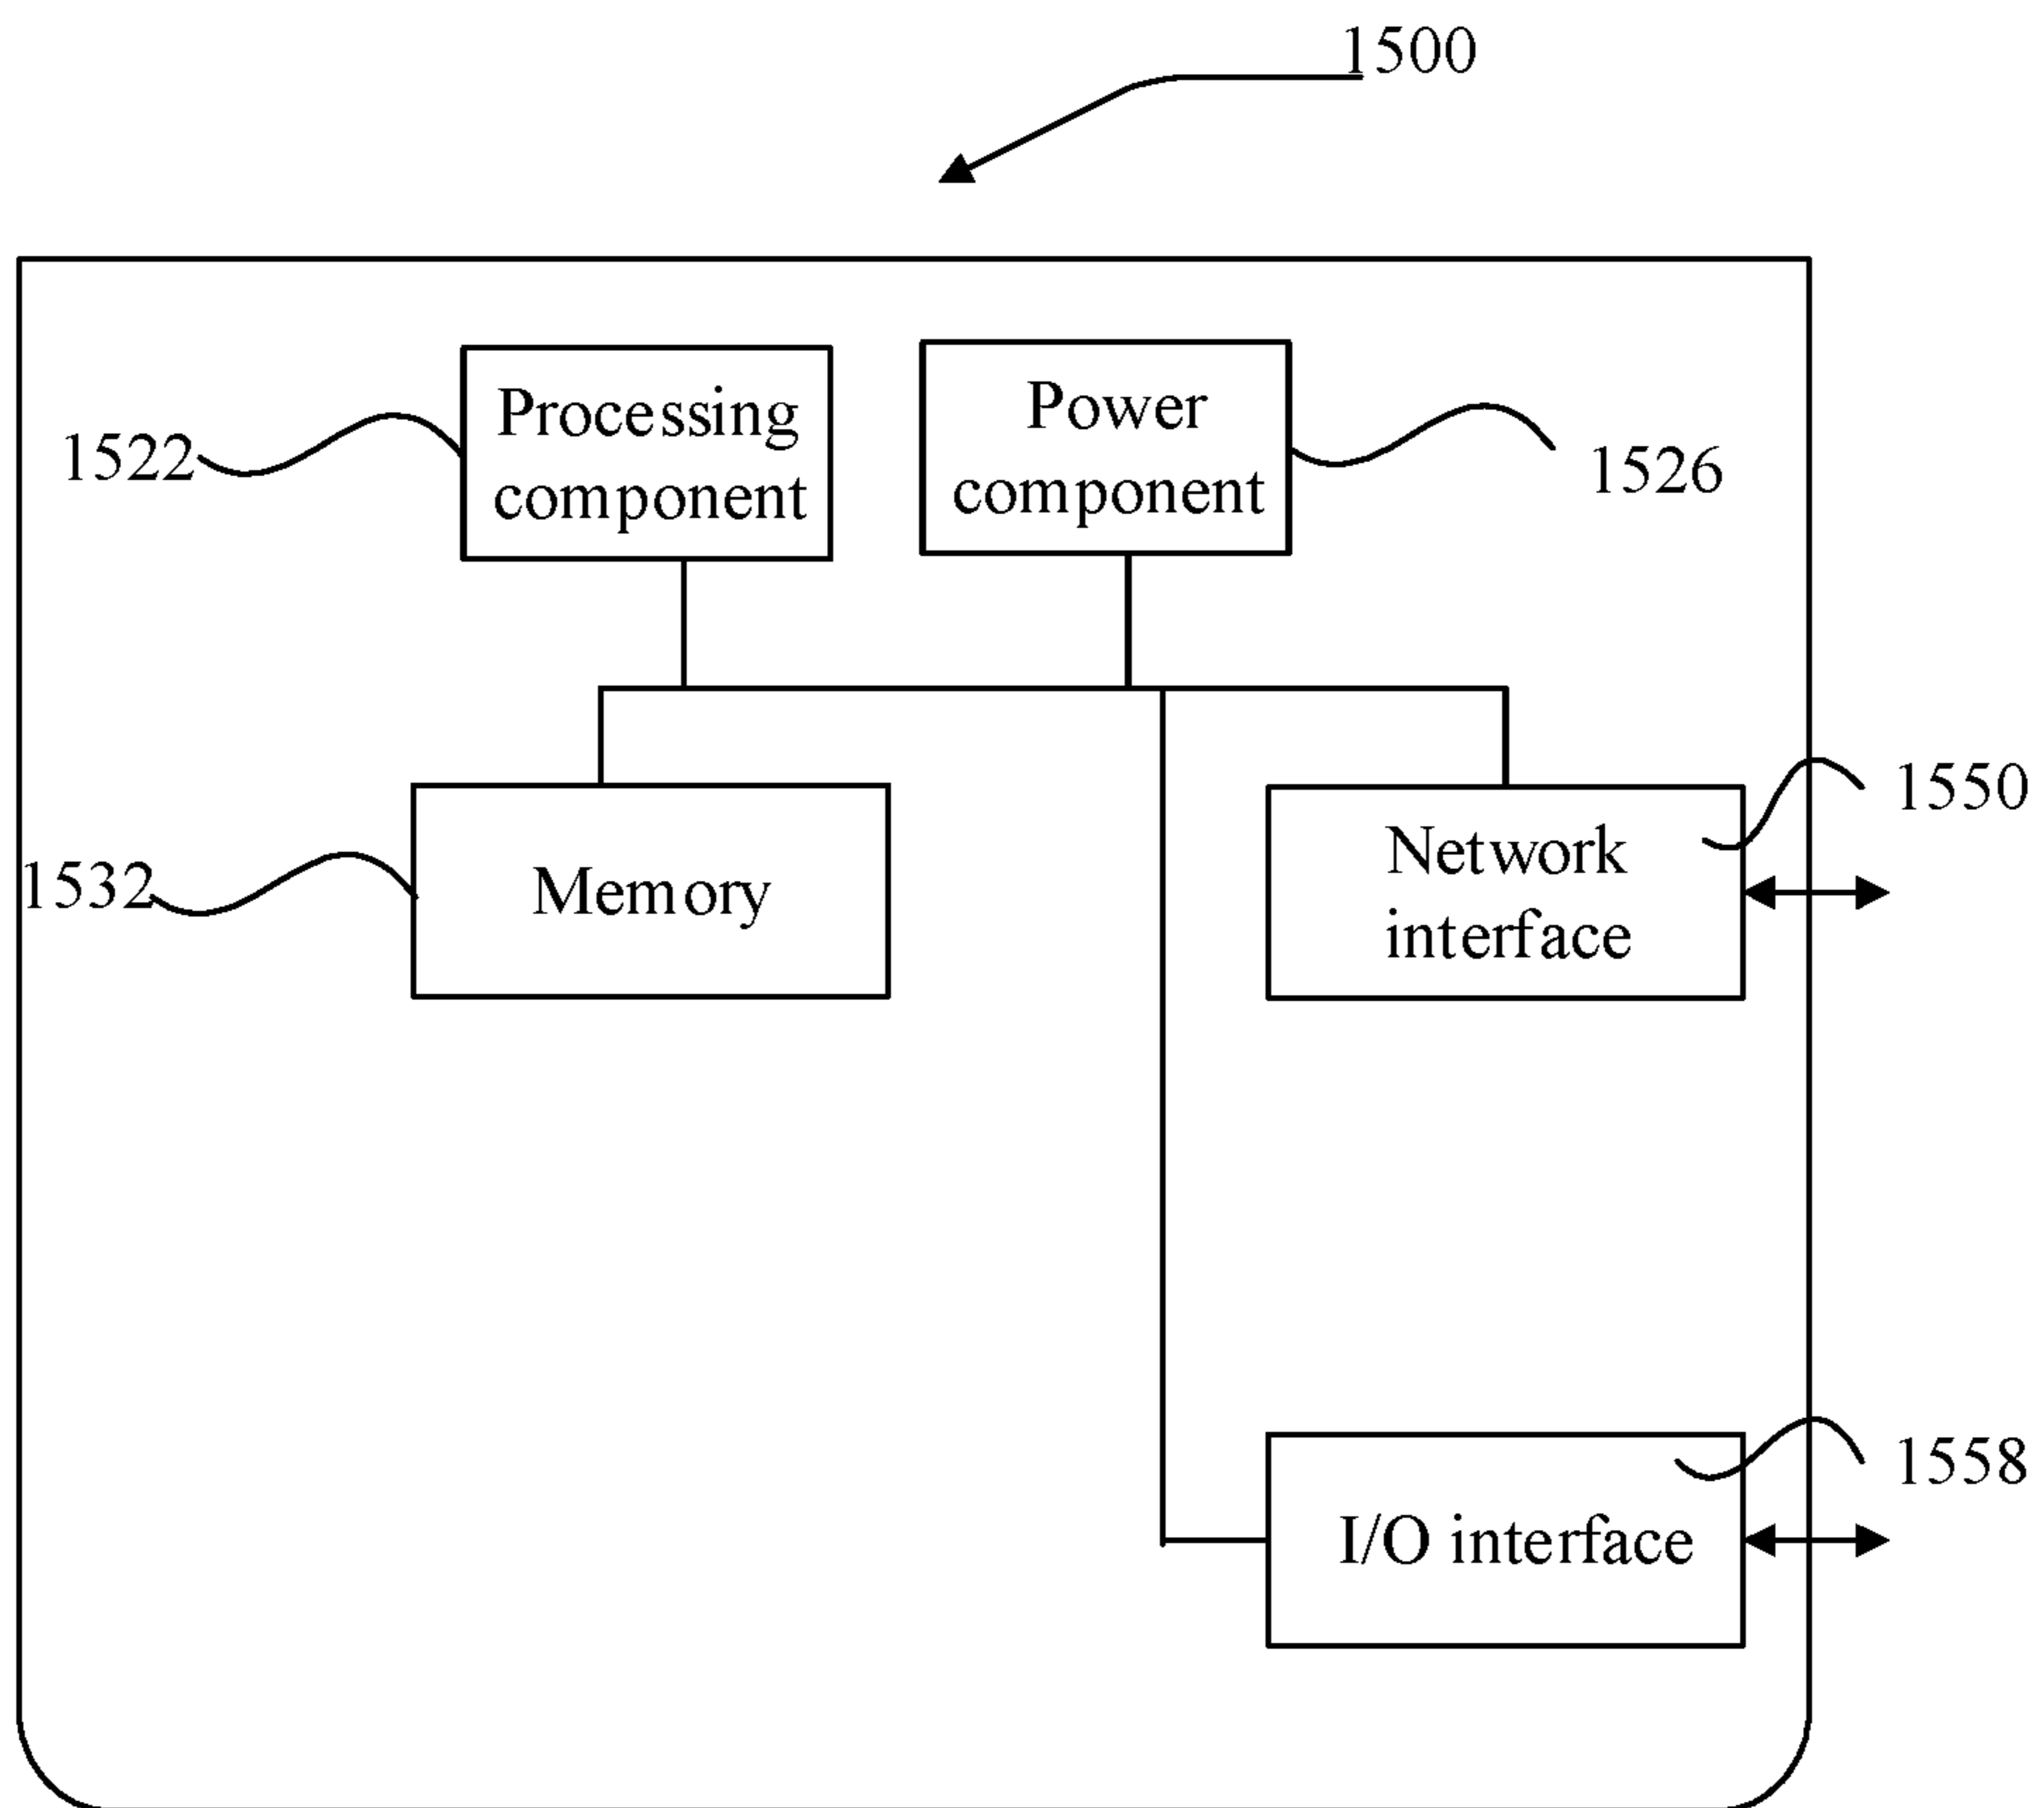 1500
Processing
component
Power
component
1522
1526
1550
Network
interface
1532
Memory
1558
I/O interface